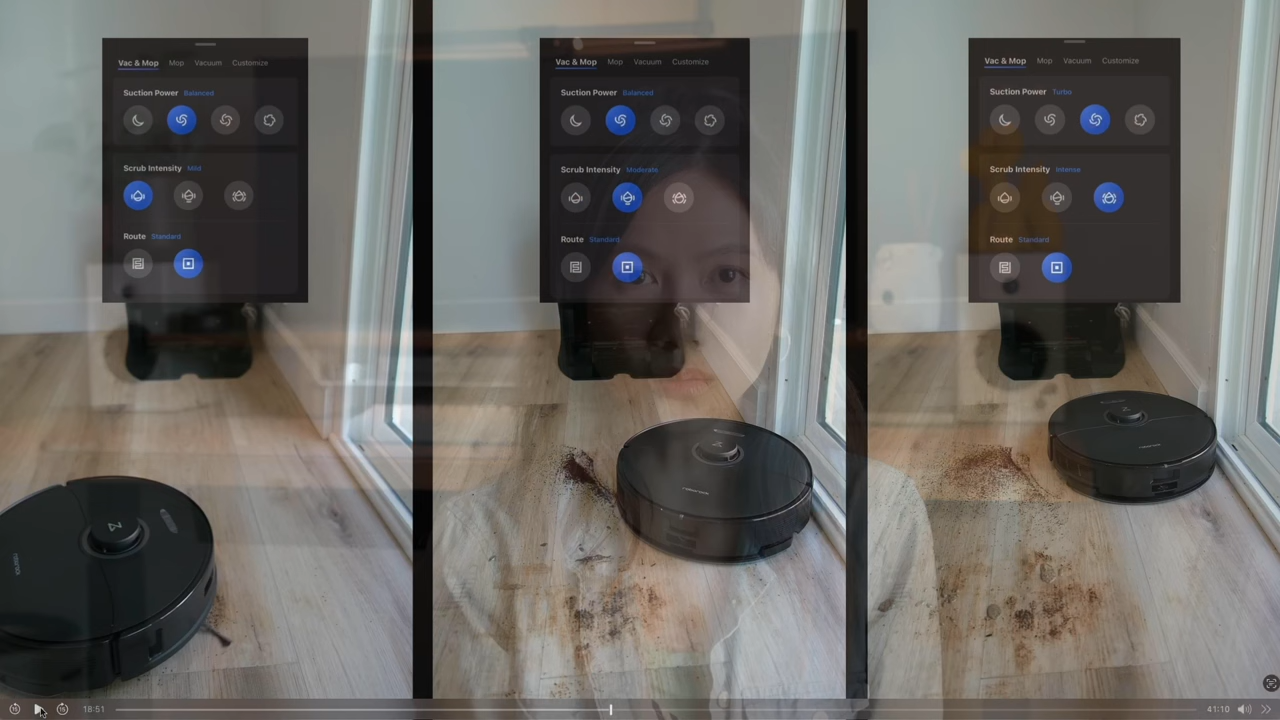 Vac & Mop Mop Vacuum Customize
Suction Power Balanced
Scrub Intensity Mild
Route Standard
Vac & Mop Mop Vacuum Customize
Suction Power Balanced
Scrub Intensity Moderate
Route Standard
Vac & Mop Mop Vacuum Customize
Suction Power Turbo
Scrub Intensity Intense
Route Standard
15
15
18:51
41:10